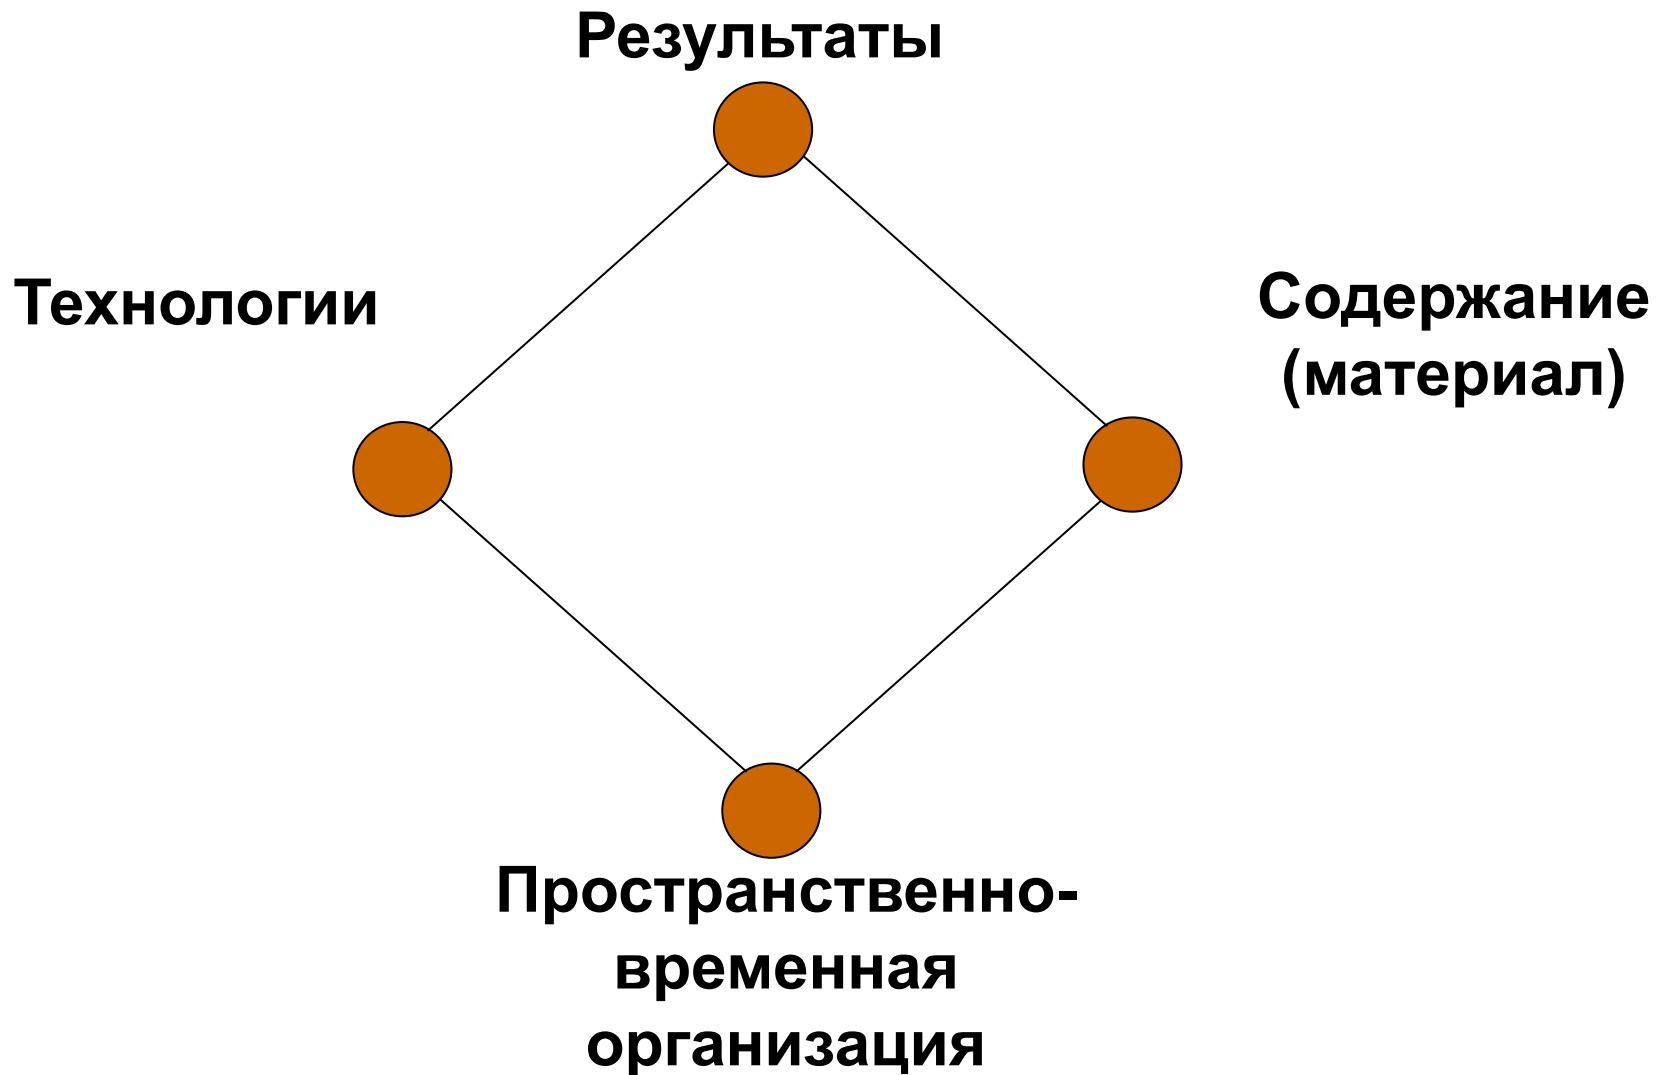 Результаты
Технологии
Содержание
(материал)
Пространственно-
временная
организация